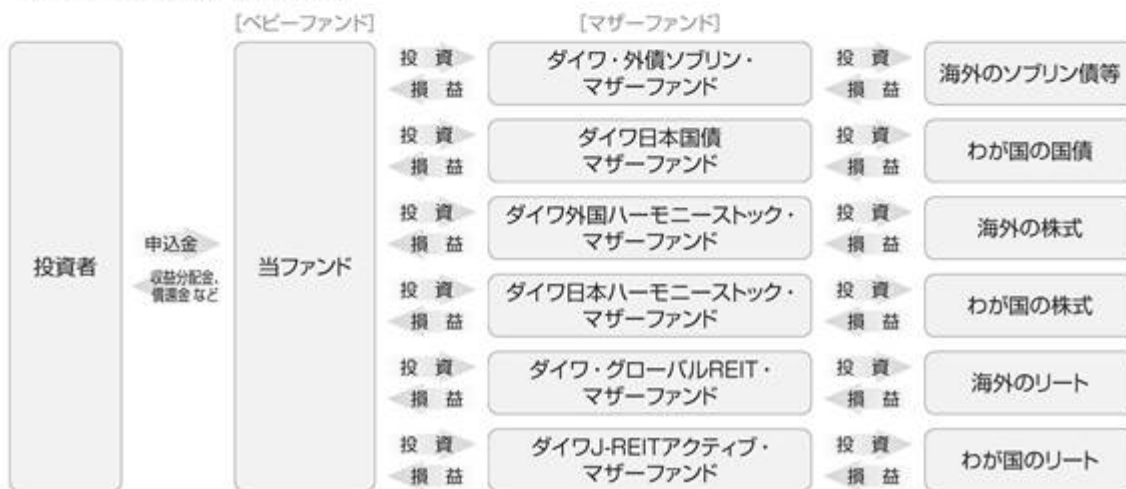 [ベビーファンド]
[マザーファンド]
投資者
申込金
収益分配金、
償還金 など
当ファンド
投 資
損 益
ダイワ・外債ソブリン・
マザーファンド
投 資
損 益
海外のソブリン債等
投 資
損 益
ダイワ日本国債
マザーファンド
投 資
損 益
わが国の国債
投 資
損 益
ダイワ外国ハーモニーストック・
マザーファンド
投 資
損 益
海外の株式
投 資
損 益
ダイワ日本ハーモニーストック・
マザーファンド
投 資
損 益
わが国の株式
投 資
損 益
ダイワ・グローバルREIT・
マザーファンド
投 資
損 益
海外のリート
投 資
損 益
ダイワJ-REITアクティブ・
マザーファンド
投 資
損 益
わが国のリート